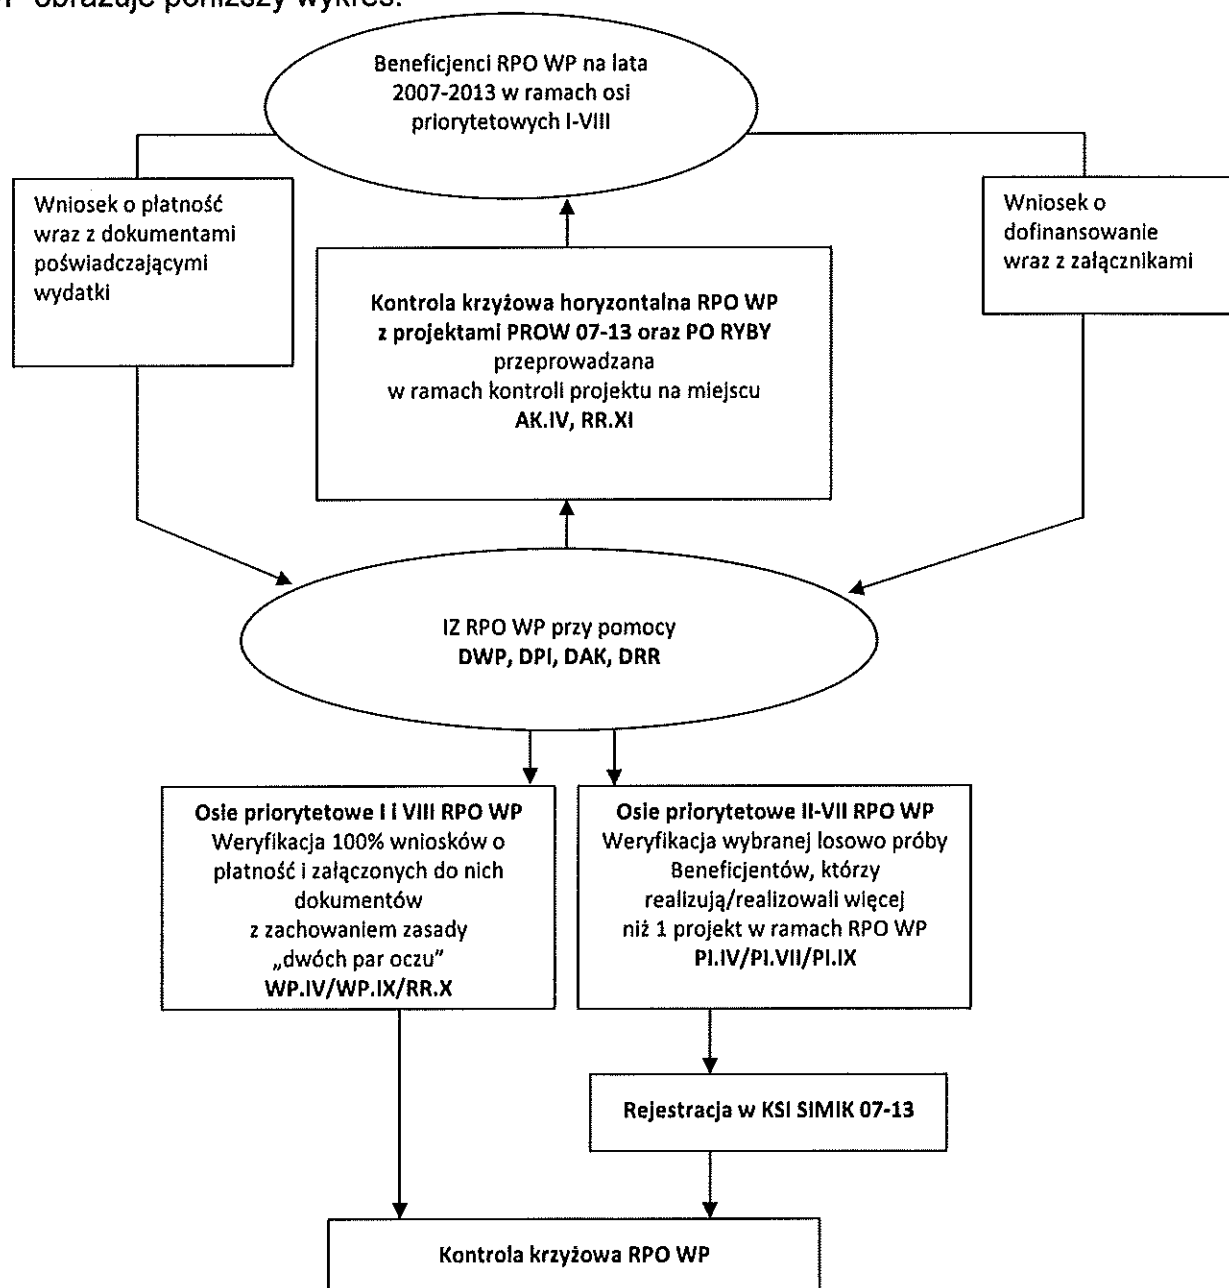 obrazuje poniższy wykres:
Beneficjenci RPO WP na lata
2007-2013 w ramach osi
priorytetowych I-VIII
Wniosek o płatność
wraz z dokumentami
poświadczającymi
wydatki
Wniosek o
dofinansowanie
wraz z załącznikami
Kontrola krzyżowa horyzontalna RPO WP
z projektami PROW 07-13 oraz PO RYBY
przeprowadzana
w ramach kontroli projektu na miejscu
AK.IV, RR.XI
IZ RPO WP przy pomocy
DWP, DPI, DAK, DRR
Osie priorytetowe I i VIII RPO WP
Weryfikacja 100% wniosków o
płatność i załączonych do nich
dokumentów
z zachowaniem zasady
„dwóch par oczu”
WP.IV/WP.IX/RR.X
Osie priorytetowe II-VII RPO WP
Weryfikacja wybranej losowo próby
Beneficjentów, którzy
realizują/realizowali więcej
niż 1 projekt w ramach RPO WP
PI.IV/PI.VII/PI.IX
Rejestracja w KSI SIMIK 07-13
Kontrola krzyżowa RPO WP